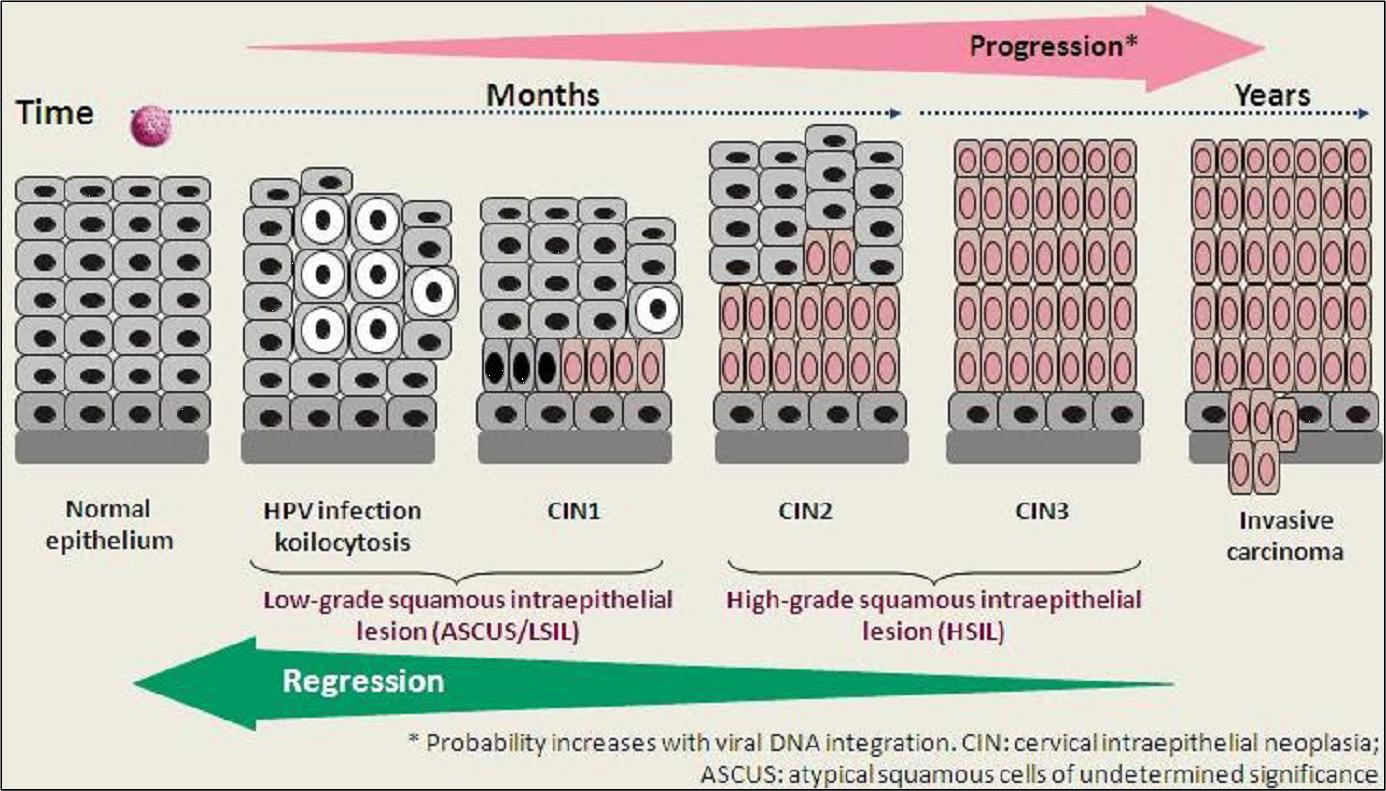 Progression*
Time
Months
Years
Normal
epithelium
HPV infection
koilocytosis
CIN1
CIN2
CIN3
Invasive
carcinoma
Low-grade squamous intraepithelial
lesion (ASCUS/LSIL)
High-grade squamous intraepithelial
lesion (HSIL)
Regression
* Probability increases with viral DNA integration. CIN: cervical intraepithelial neoplasia;
ASCUS: atypical squamous cells of undetermined significance